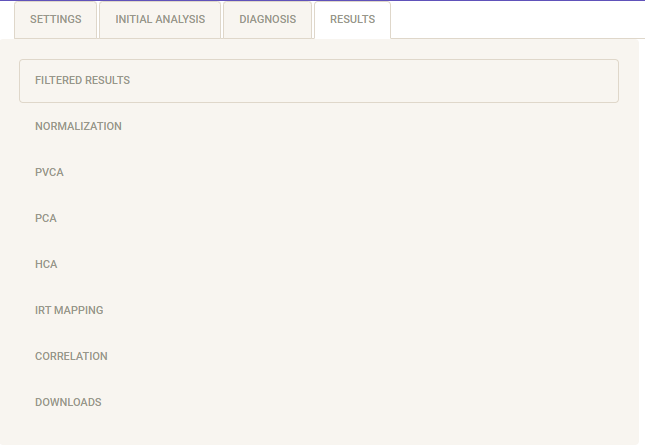 SETTINGS INITIAL ANALYSIS DIAGNOSIS RESULTS
FILTERED RESULTS
NORMALIZATION
PVCA
PCA
HCA
IRT MAPPING
CORRELATION
DOWNLOADS